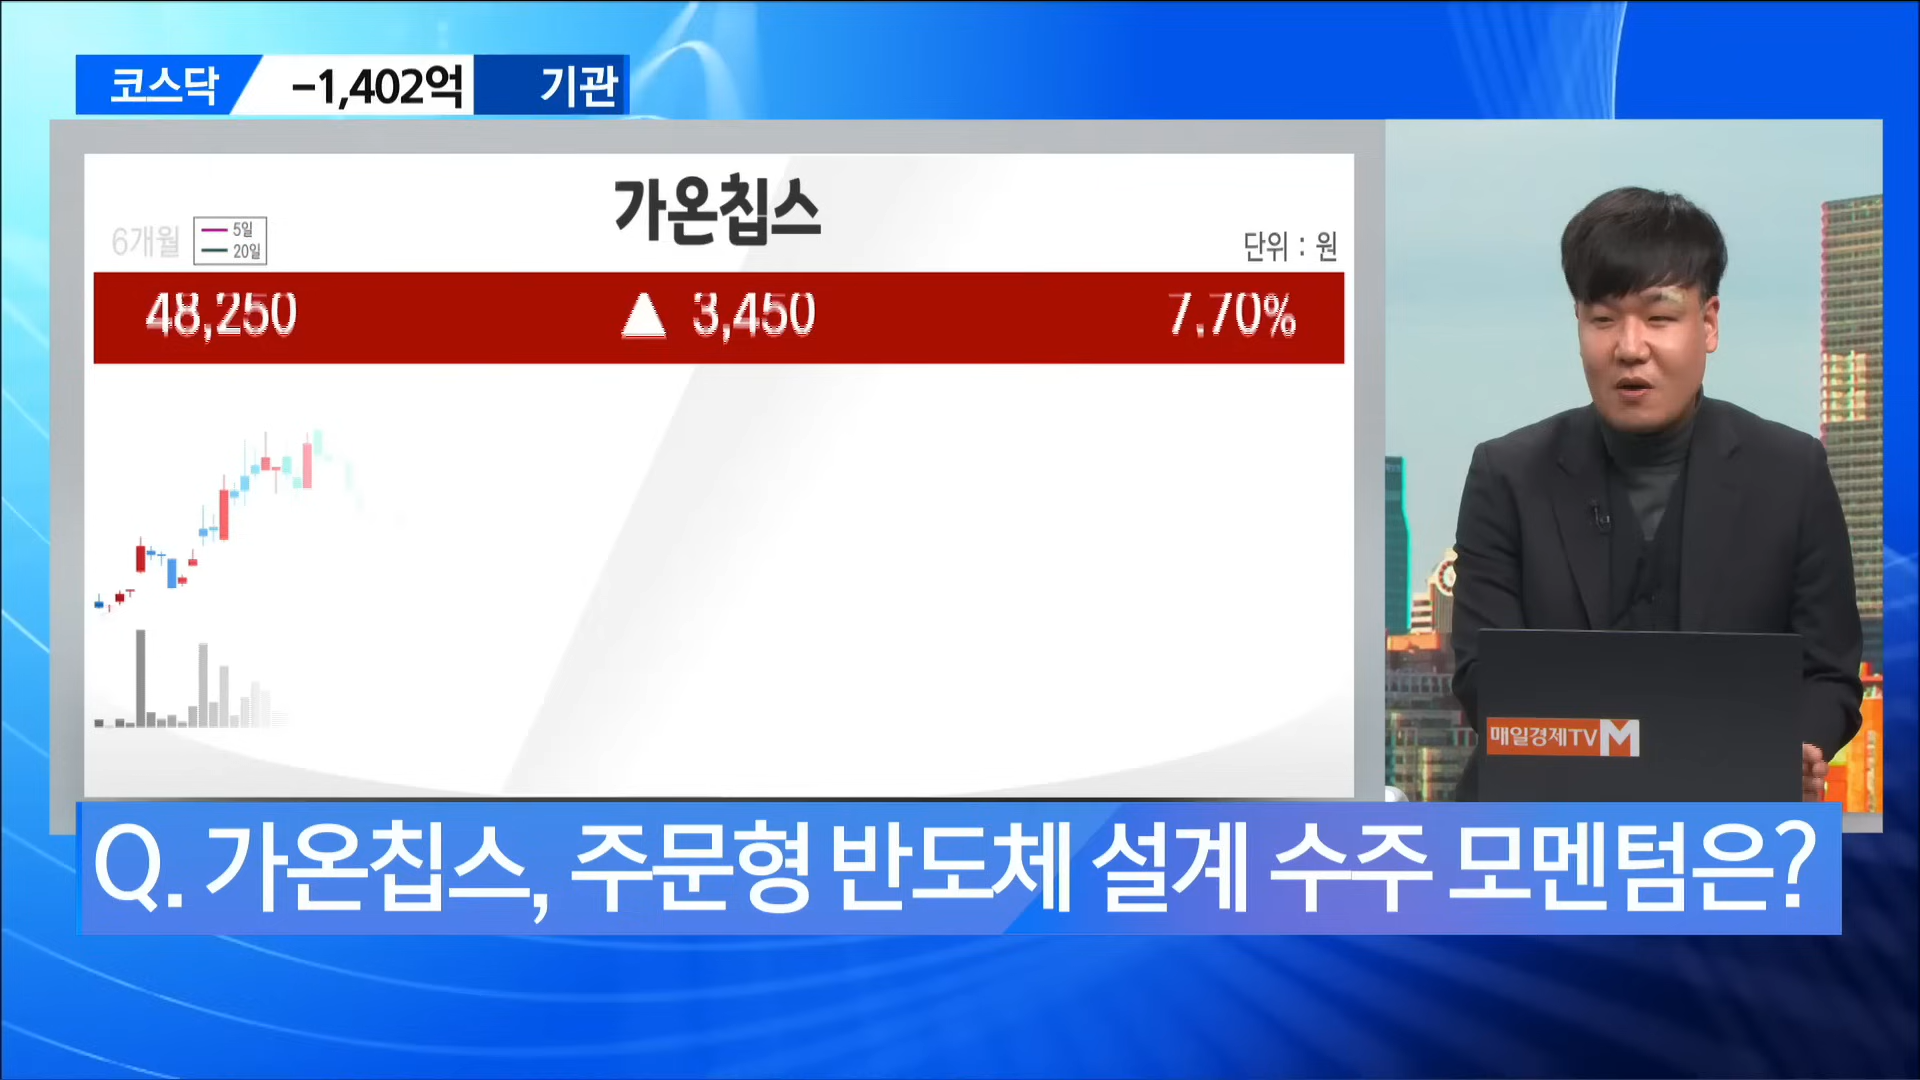 코스닥 -1,402억 기관
가온칩스
6개월 5일
20일
단위 : 원
48,250 ▲ 3,450 7.70%
매일경제TV M
Q. 가온칩스, 주문형 반도체 설계 수주 모멘텀은?